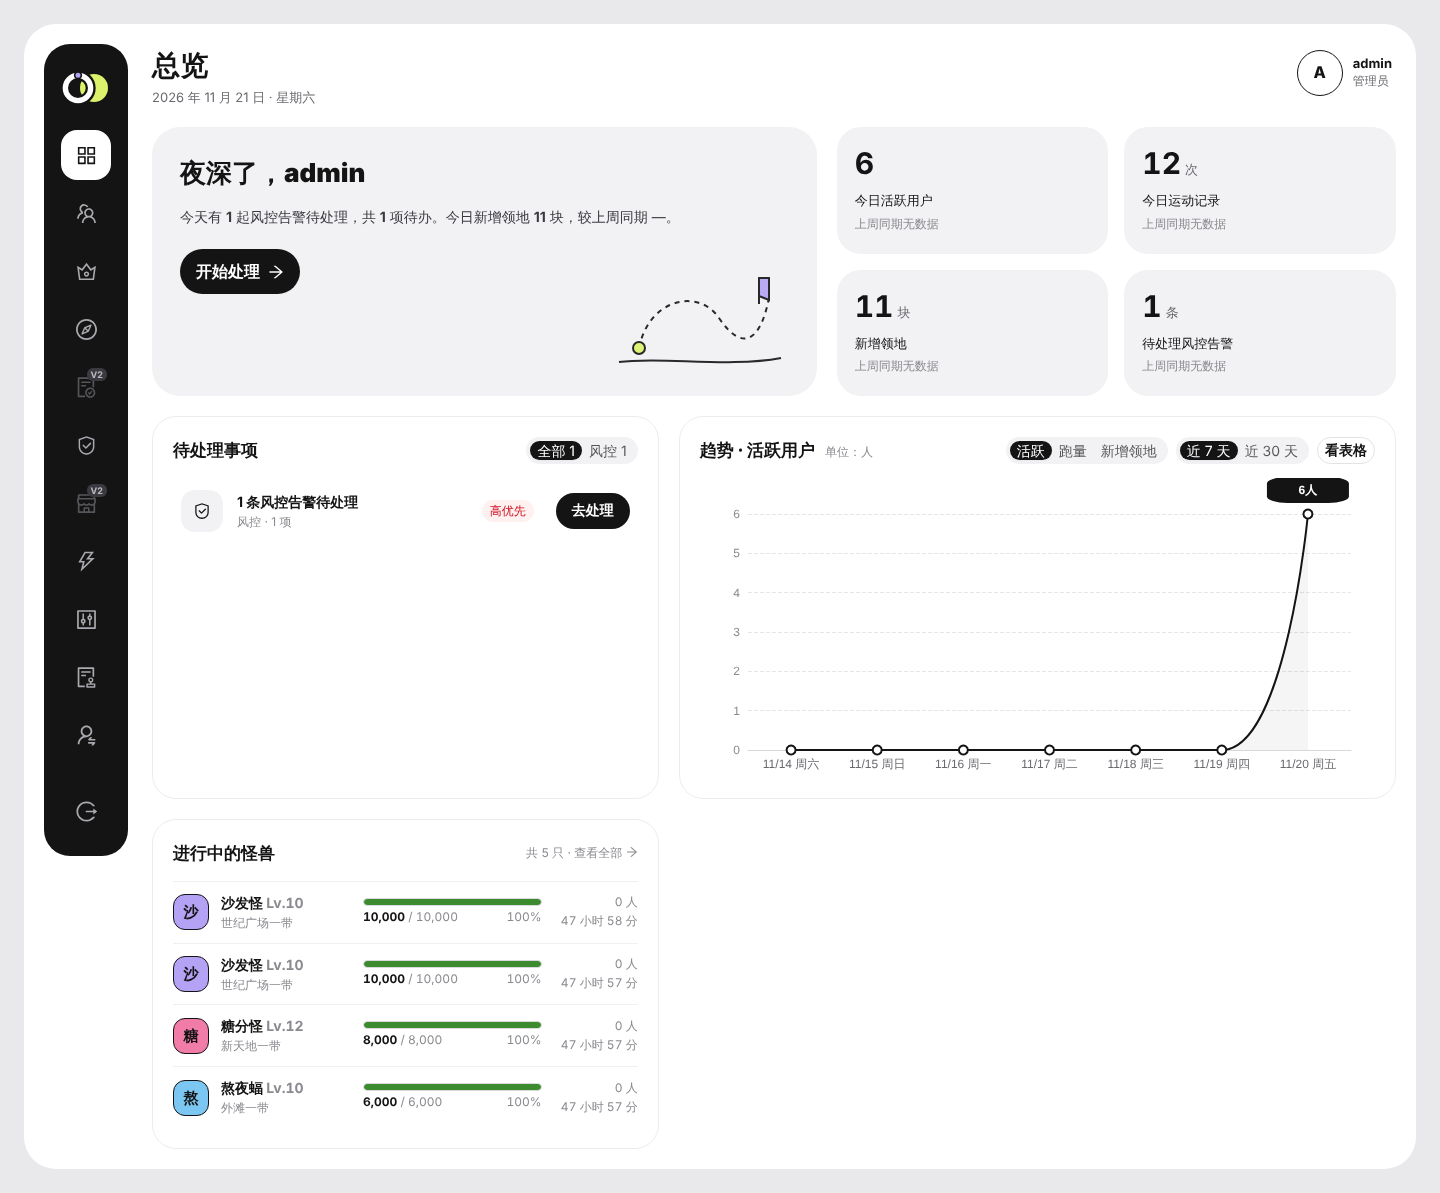 总览
2026 年 11 月 21 日 · 星期六
A
admin
管理员
V2
V2
夜深了，admin
今天有 1 起风控告警待处理，共 1 项待办。今日新增领地 11 块，较上周同期 —。
开始处理
6
今日活跃用户
上周同期无数据
12 次
今日运动记录
上周同期无数据
11 块
新增领地
上周同期无数据
1 条
待处理风控告警
上周同期无数据
待处理事项
全部 1 风控 1
1 条风控告警待处理
风控 · 1 项
高优先
去处理
趋势 · 活跃用户 单位：人
活跃 跑量 新增领地
近 7 天 近 30 天
看表格
6人
6
5
4
3
2
1
0
11/14 周六 11/15 周日 11/16 周一 11/17 周二 11/18 周三 11/19 周四 11/20 周五
进行中的怪兽
共 5 只 · 查看全部
沙
沙发怪 Lv.10
世纪广场一带
10,000 / 10,000 100%
0 人
47 小时 58 分
沙
沙发怪 Lv.10
世纪广场一带
10,000 / 10,000 100%
0 人
47 小时 57 分
糖
糖分怪 Lv.12
新天地一带
8,000 / 8,000 100%
0 人
47 小时 57 分
熬
熬夜蝠 Lv.10
外滩一带
6,000 / 6,000 100%
0 人
47 小时 57 分